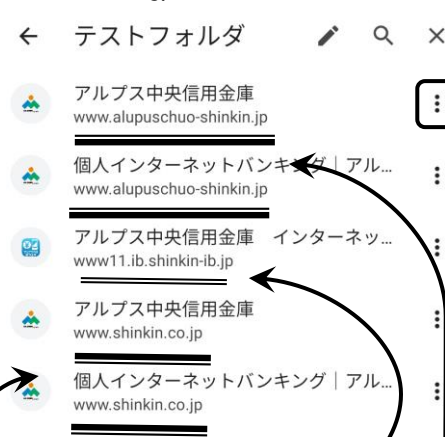 テストフォルダ
アルプス中央信用金庫
www.alupuschuo-shinkin.jp
個人インターネットバンキング｜アル...
www.alupuschuo-shinkin.jp
アルプス中央信用金庫　インターネッ...
www11.ib.shinkin-ib.jp
アルプス中央信用金庫
www.shinkin.co.jp
個人インターネットバンキング｜アル...
www.shinkin.co.jp